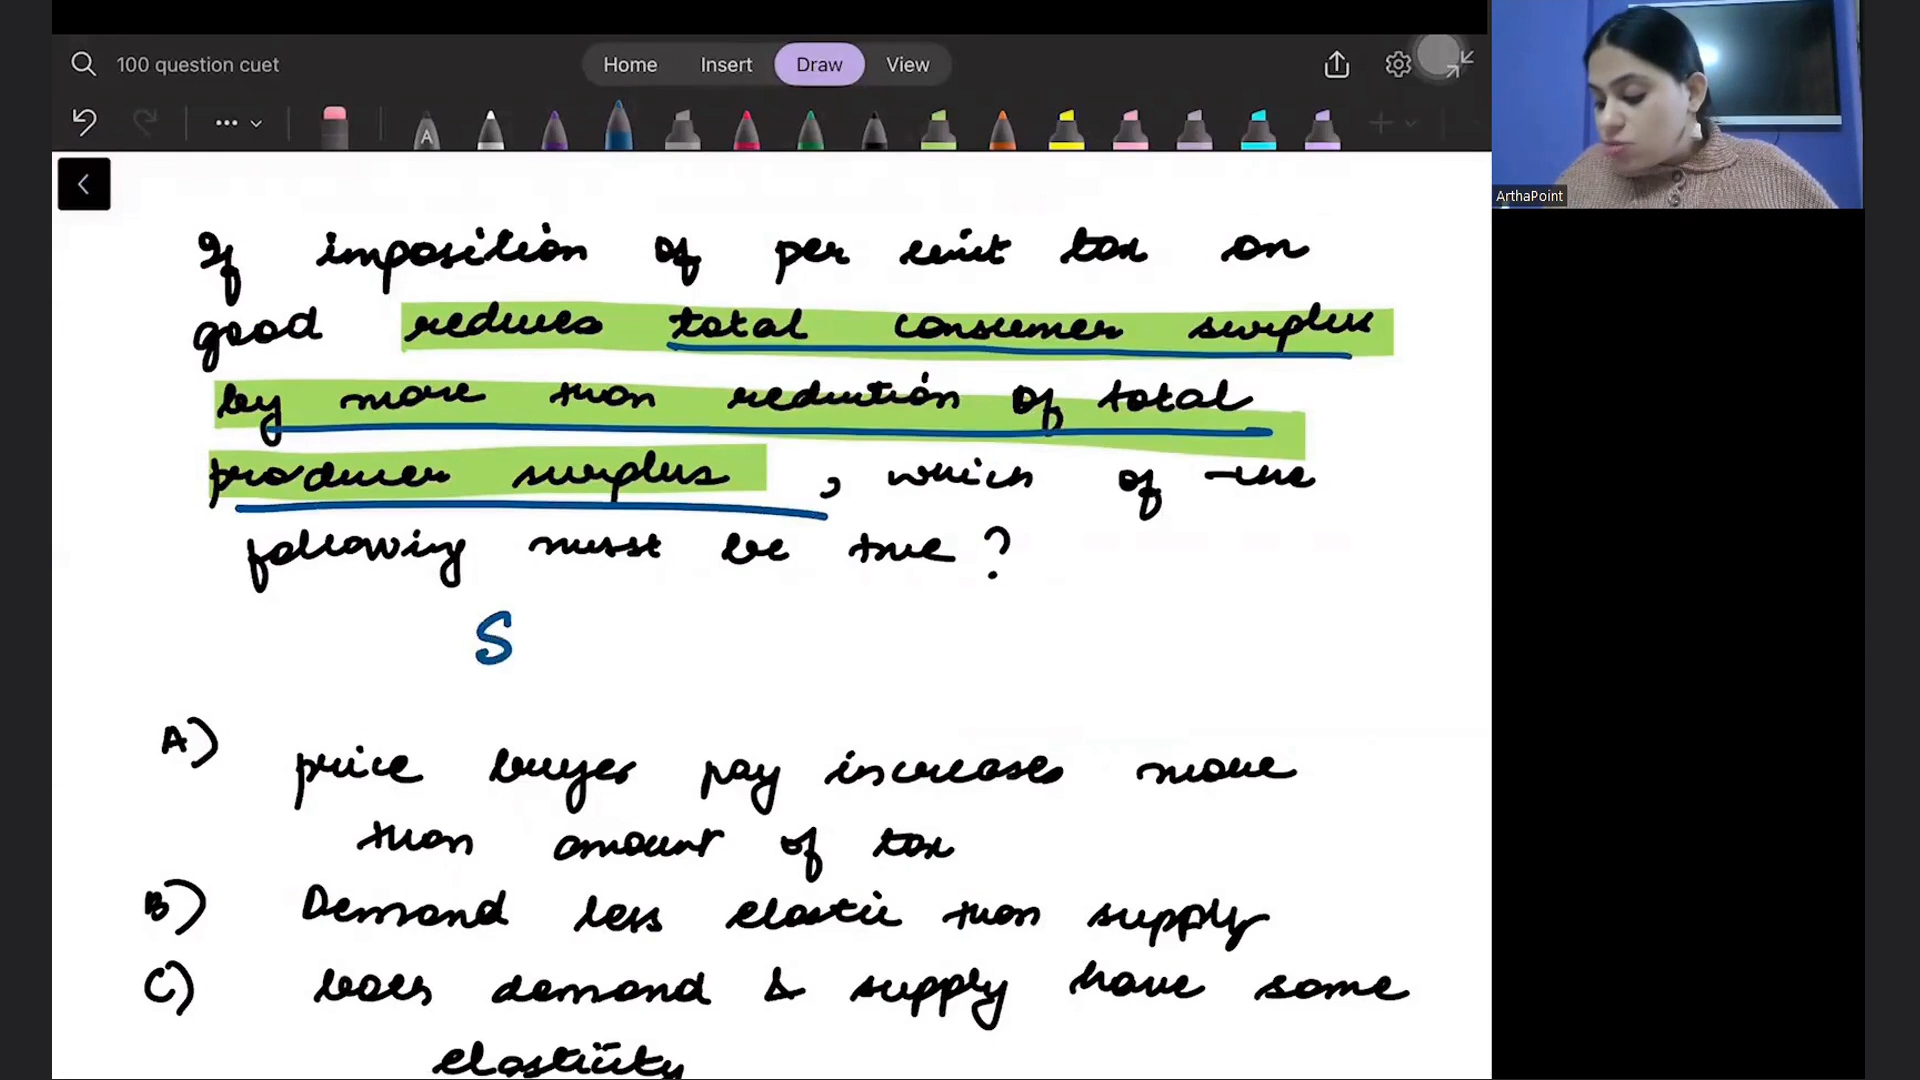 100 question cuet
Home Insert Draw View
A
ArthaPoint
If imposition of per unit tax on
good reduces total consumer surplus
by more than reduction of total
producer surplus, which of the
following must be true?
S
A) price buyer pay increases more
than amount of tax
B) Demand less elastic than supply
C) both demand & supply have same
elasticity